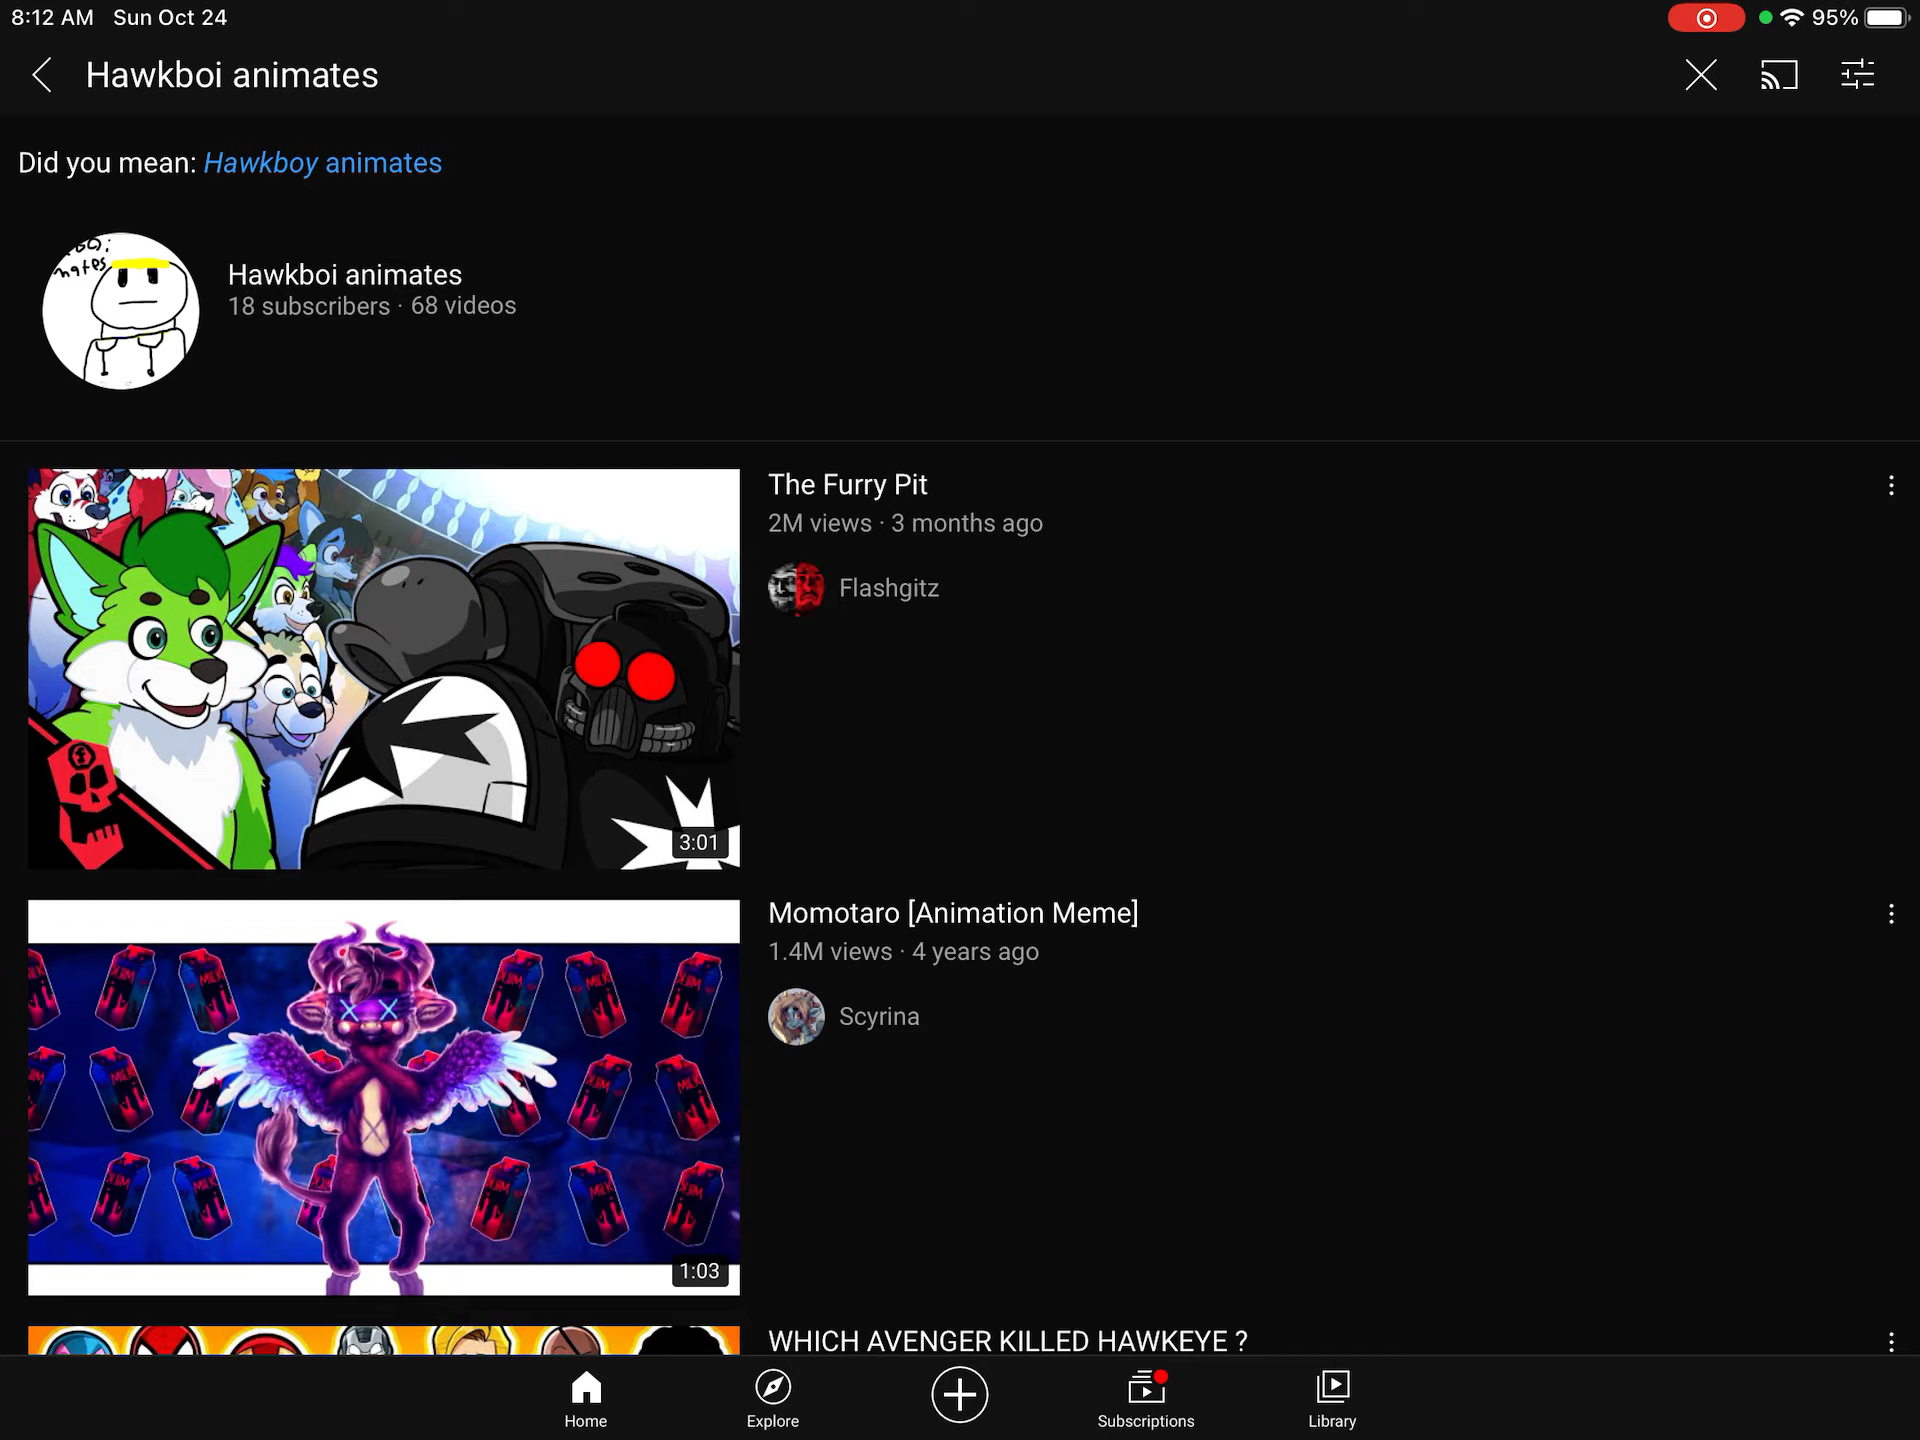 8:12 AM Sun Oct 24
95%
Hawkboi animates
Did you mean: Hawkboy animates
Hawkboi animates
18 subscribers · 68 videos
3:01
The Furry Pit
2M views · 3 months ago
Flashgitz
1:03
Momotaro [Animation Meme]
1.4M views · 4 years ago
Scyrina
WHICH AVENGER KILLED HAWKEYE ?
Home
Explore
Subscriptions
Library